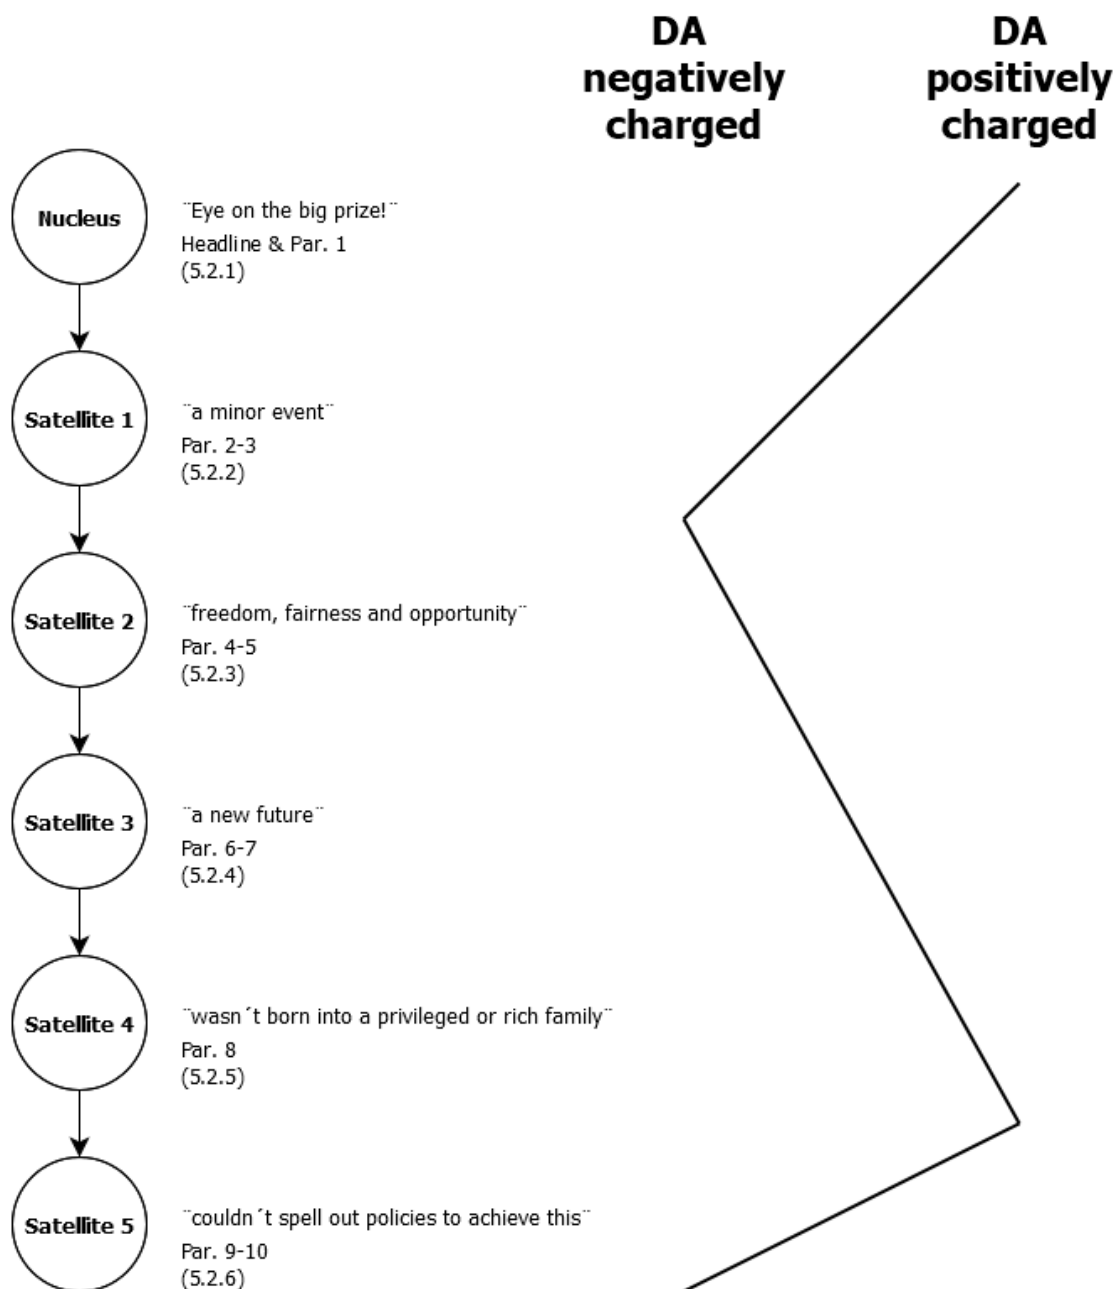 DA
negatively
charged
DA
positively
charged
Nucleus
¨Eye on the big prize!¨
Headline & Par. 1
(5.2.1)
Satellite 1
¨a minor event¨
Par. 2-3
(5.2.2)
Satellite 2
¨freedom, fairness and opportunity¨
Par. 4-5
(5.2.3)
Satellite 3
¨a new future¨
Par. 6-7
(5.2.4)
Satellite 4
¨wasn´t born into a privileged or rich family¨
Par. 8
(5.2.5)
Satellite 5
¨couldn´t spell out policies to achieve this¨
Par. 9-10
(5.2.6)